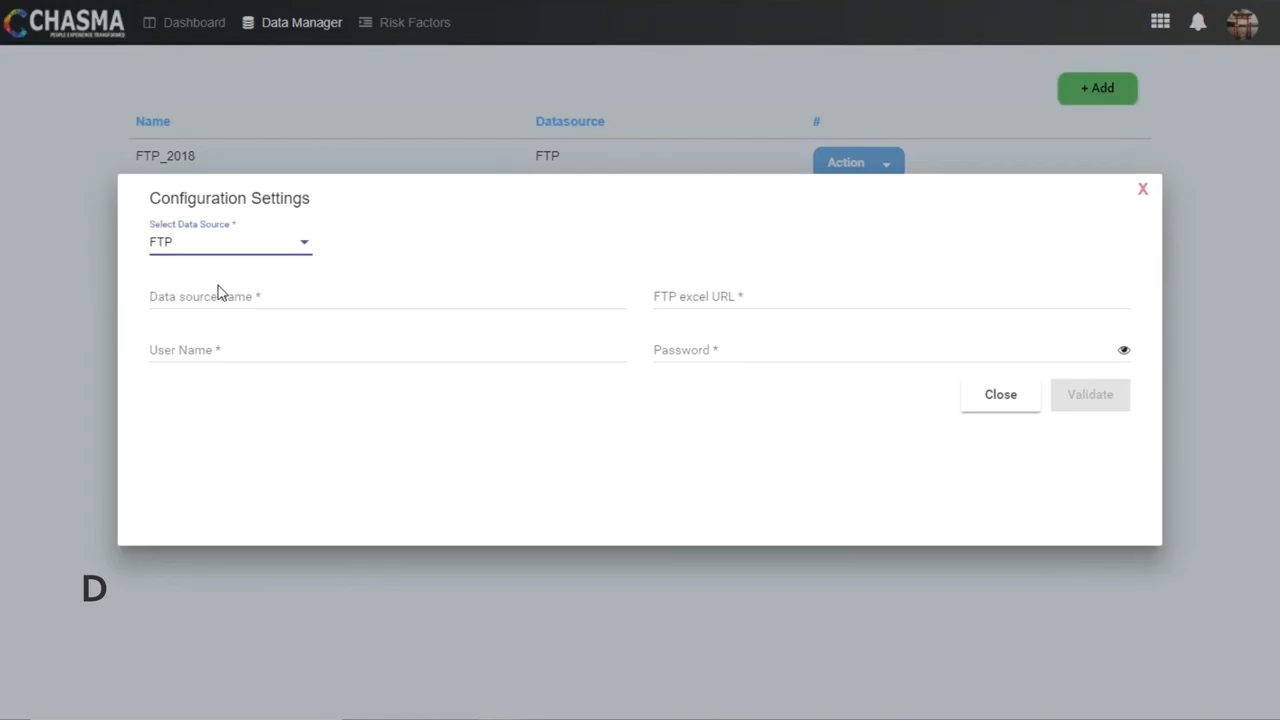 CHASMA
PEOPLE EXPERIENCE TRANSFORMED
Dashboard
Data Manager
Risk Factors
+ Add
Name
Datasource
#
FTP_2018
FTP
Action
Configuration Settings
X
Select Data Source *
FTP
Data source name *
FTP excel URL *
User Name *
Password *
Close
Validate
D